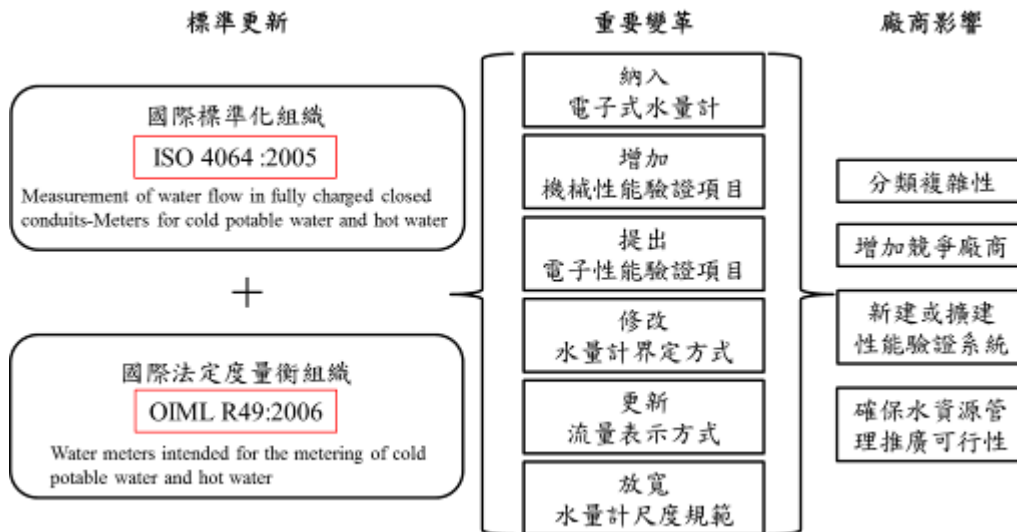 標準更新
國際標準化組織
ISO 4064 :2005
Measurement of water flow in fully charged closed
conduits-Meters for cold potable water and hot water
+
國際法定度量衡組織
OIML R49:2006
Water meters intended for the metering of cold
potable water and hot water
重要變革
納入
電子式水量計
增加
機械性能驗證項目
提出
電子性能驗證項目
修改
水量計界定方式
更新
流量表示方式
放寬
水量計尺度規範
廠商影響
分類複雜性
增加競爭廠商
新建或擴建
性能驗證系統
確保水資源管
理推廣可行性